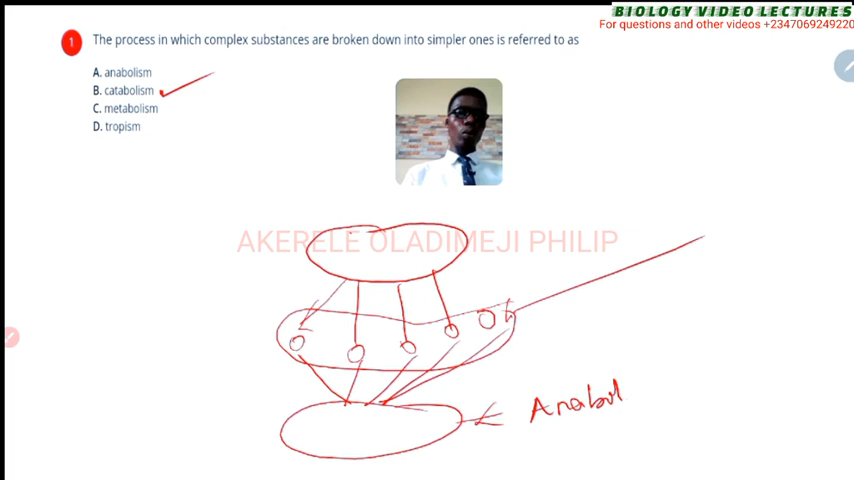 BIOLOGY VIDEO LECTURES
For questions and other videos +2347069249220
1 The process in which complex substances are broken down into simpler ones is referred to as
A. anabolism
B. catabolism
C. metabolism
D. tropism
AKERELE OLADIMEJI PHILIP
Anabol